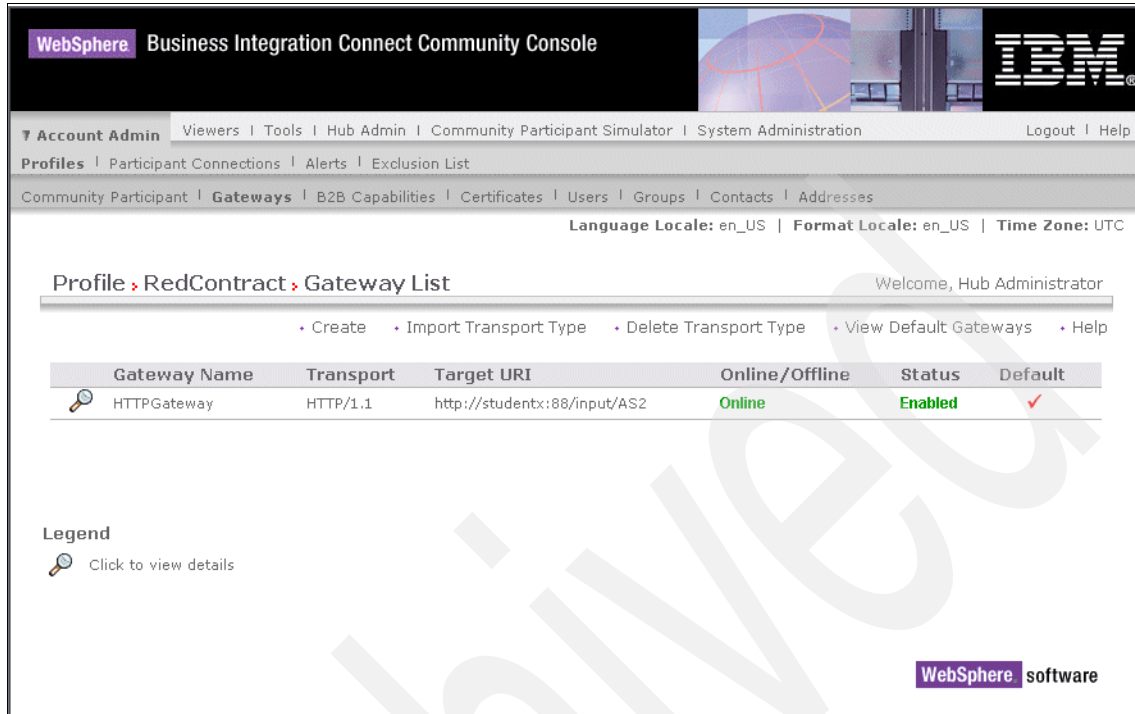 WebSphere. Business Integration Connect Community Console
IBM®
Account Admin Viewers | Tools | Hub Admin | Community Participant Simulator | System Administration Logout | Help
Profiles | Participant Connections | Alerts | Exclusion List
Community Participant | Gateways | B2B Capabilities | Certificates | Users | Groups | Contacts | Addresses
Language Locale: en_US | Format Locale: en_US | Time Zone: UTC
Profile RedContract Gateway List Welcome, Hub Administrator
Create Import Transport Type Delete Transport Type View Default Gateways Help
Gateway Name Transport Target URI Online/Offline Status Default
HTTPGateway HTTP/1.1 http://studentx:88/input/AS2 Online Enabled
Legend
Click to view details
WebSphere. software